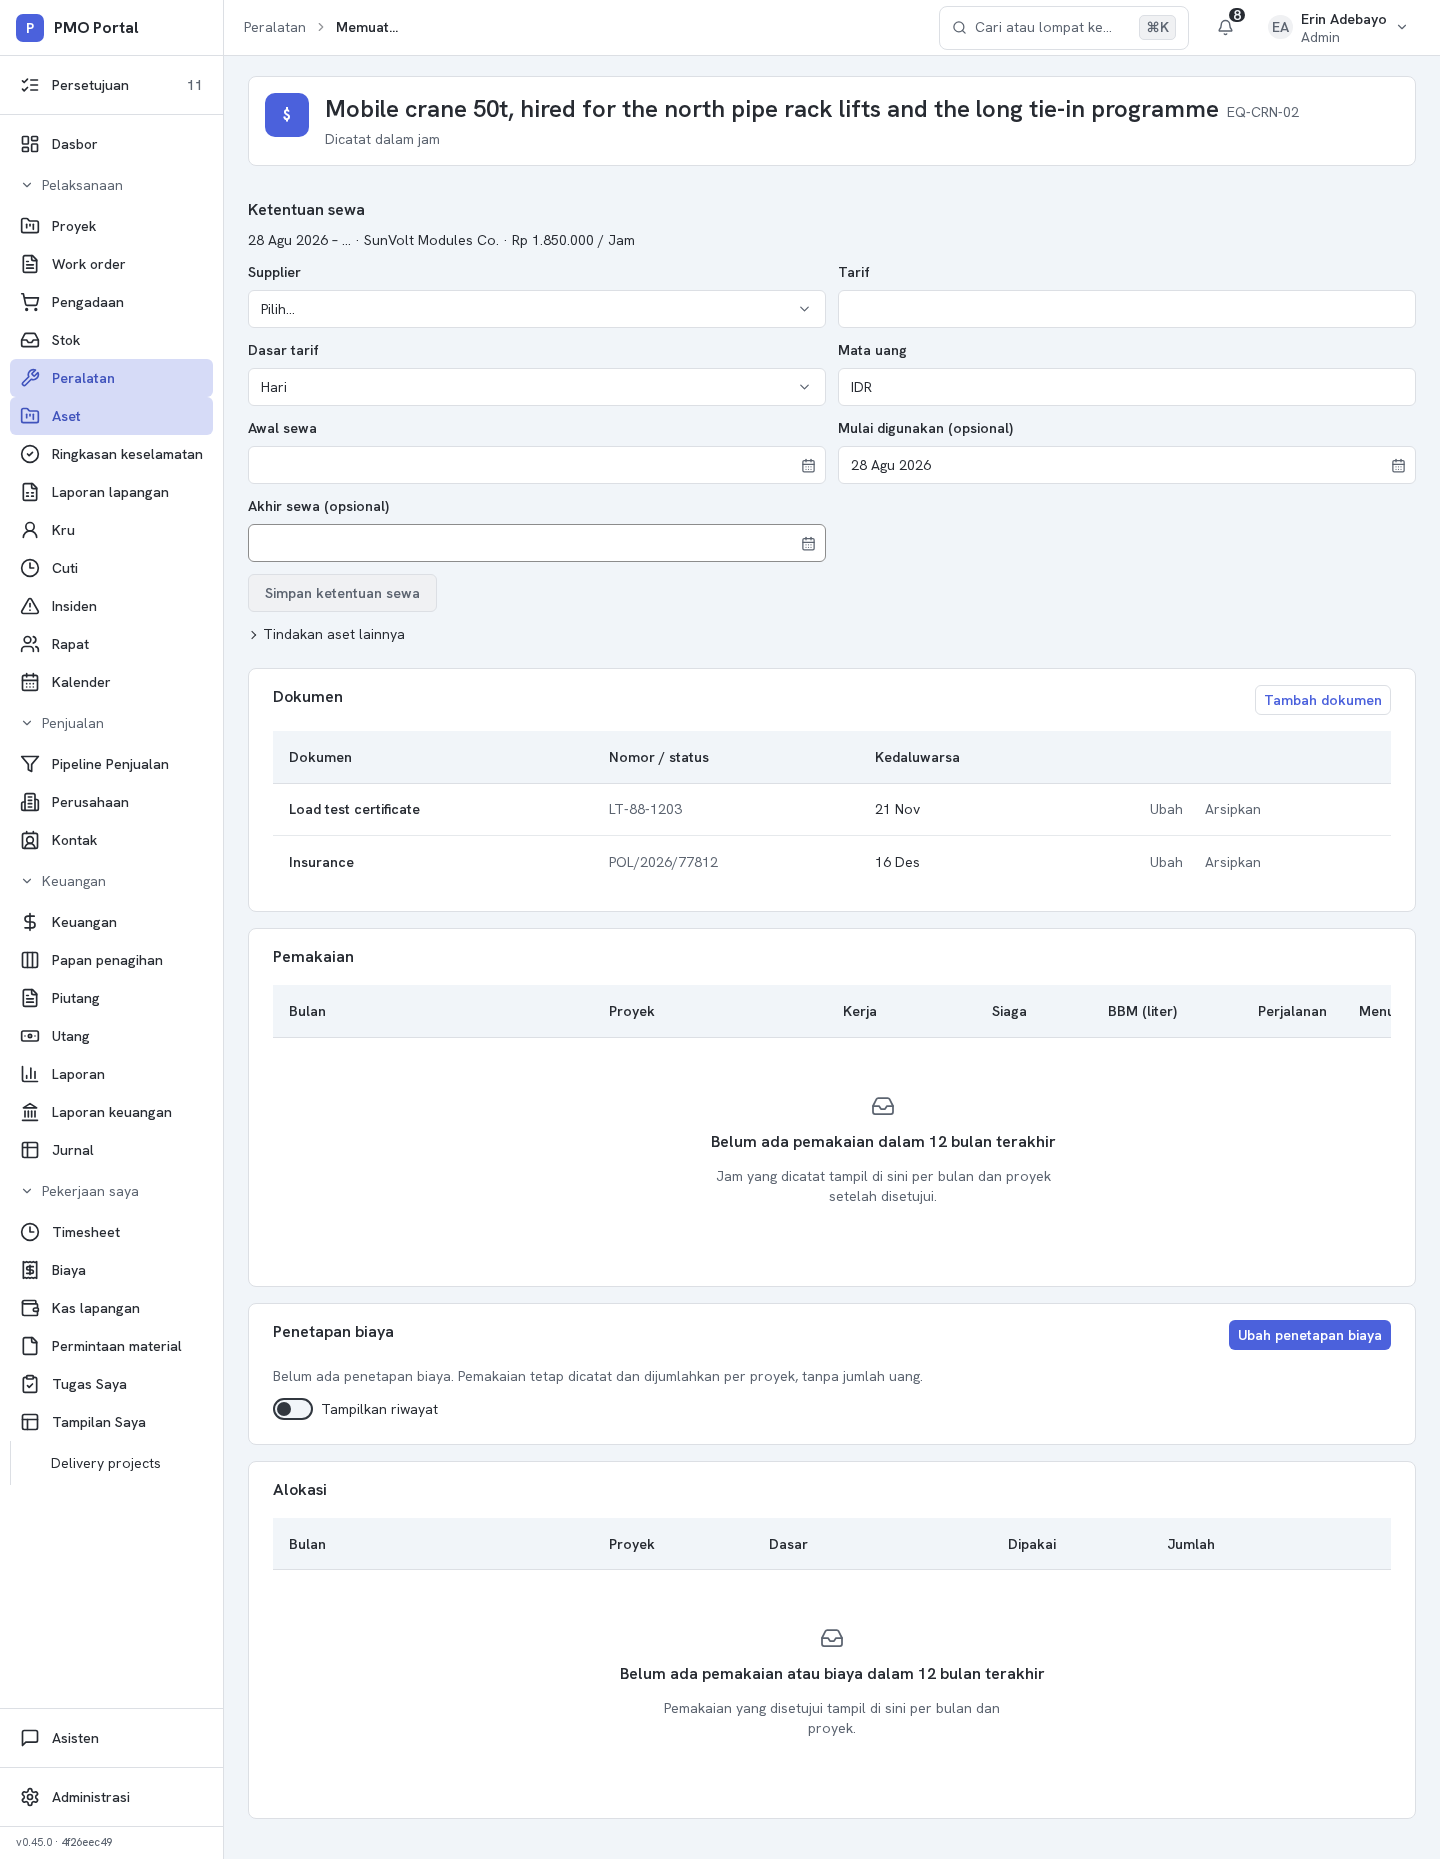 P PMO Portal
Peralatan > Memuat...
Cari atau lompat ke... ⌘K
8
EA
Erin Adebayo
Admin
Persetujuan 11
Dasbor
Pelaksanaan
Proyek
Work order
Pengadaan
Stok
Peralatan
Aset
Ringkasan keselamatan
Laporan lapangan
Kru
Cuti
Insiden
Rapat
Kalender
Penjualan
Pipeline Penjualan
Perusahaan
Kontak
Keuangan
Keuangan
Papan penagihan
Piutang
Utang
Laporan
Laporan keuangan
Jurnal
Pekerjaan saya
Timesheet
Biaya
Kas lapangan
Permintaan material
Tugas Saya
Tampilan Saya
Delivery projects
Asisten
Administrasi
v0.45.0 · 4f26eec49
$
Mobile crane 50t, hired for the north pipe rack lifts and the long tie-in programme EQ-CRN-02
Dicatat dalam jam
Ketentuan sewa
28 Agu 2026 – ... · SunVolt Modules Co. · Rp 1.850.000 / Jam
Supplier Tarif
Pilih...
Dasar tarif Mata uang
Hari IDR
Awal sewa Mulai digunakan (opsional)
28 Agu 2026
Akhir sewa (opsional)
Simpan ketentuan sewa
Tindakan aset lainnya
Dokumen Tambah dokumen
Dokumen Nomor / status Kedaluwarsa
Load test certificate LT-88-1203 21 Nov Ubah Arsipkan
Insurance POL/2026/77812 16 Des Ubah Arsipkan
Pemakaian
Bulan Proyek Kerja Siaga BBM (liter) Perjalanan Menu
Belum ada pemakaian dalam 12 bulan terakhir
Jam yang dicatat tampil di sini per bulan dan proyek
setelah disetujui.
Penetapan biaya Ubah penetapan biaya
Belum ada penetapan biaya. Pemakaian tetap dicatat dan dijumlahkan per proyek, tanpa jumlah uang.
Tampilkan riwayat
Alokasi
Bulan Proyek Dasar Dipakai Jumlah
Belum ada pemakaian atau biaya dalam 12 bulan terakhir
Pemakaian yang disetujui tampil di sini per bulan dan
proyek.